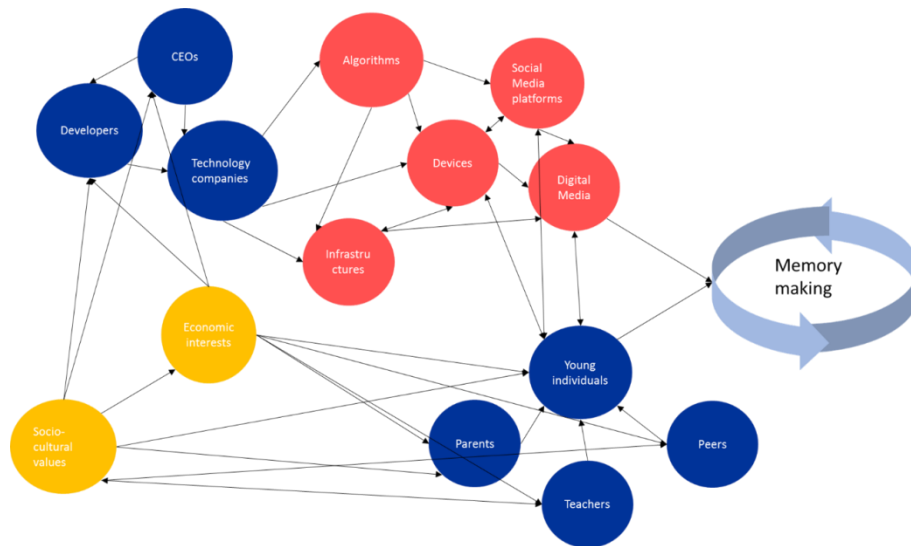 CEOs
Algorithms
Social
Media
platforms
Developers
Technology
companies
Devices
Digital
Media
Infrastru
ctures
Memory
making
Economic
interests
Young
individuals
Socio-
cultural
values
Parents
Peers
Teachers